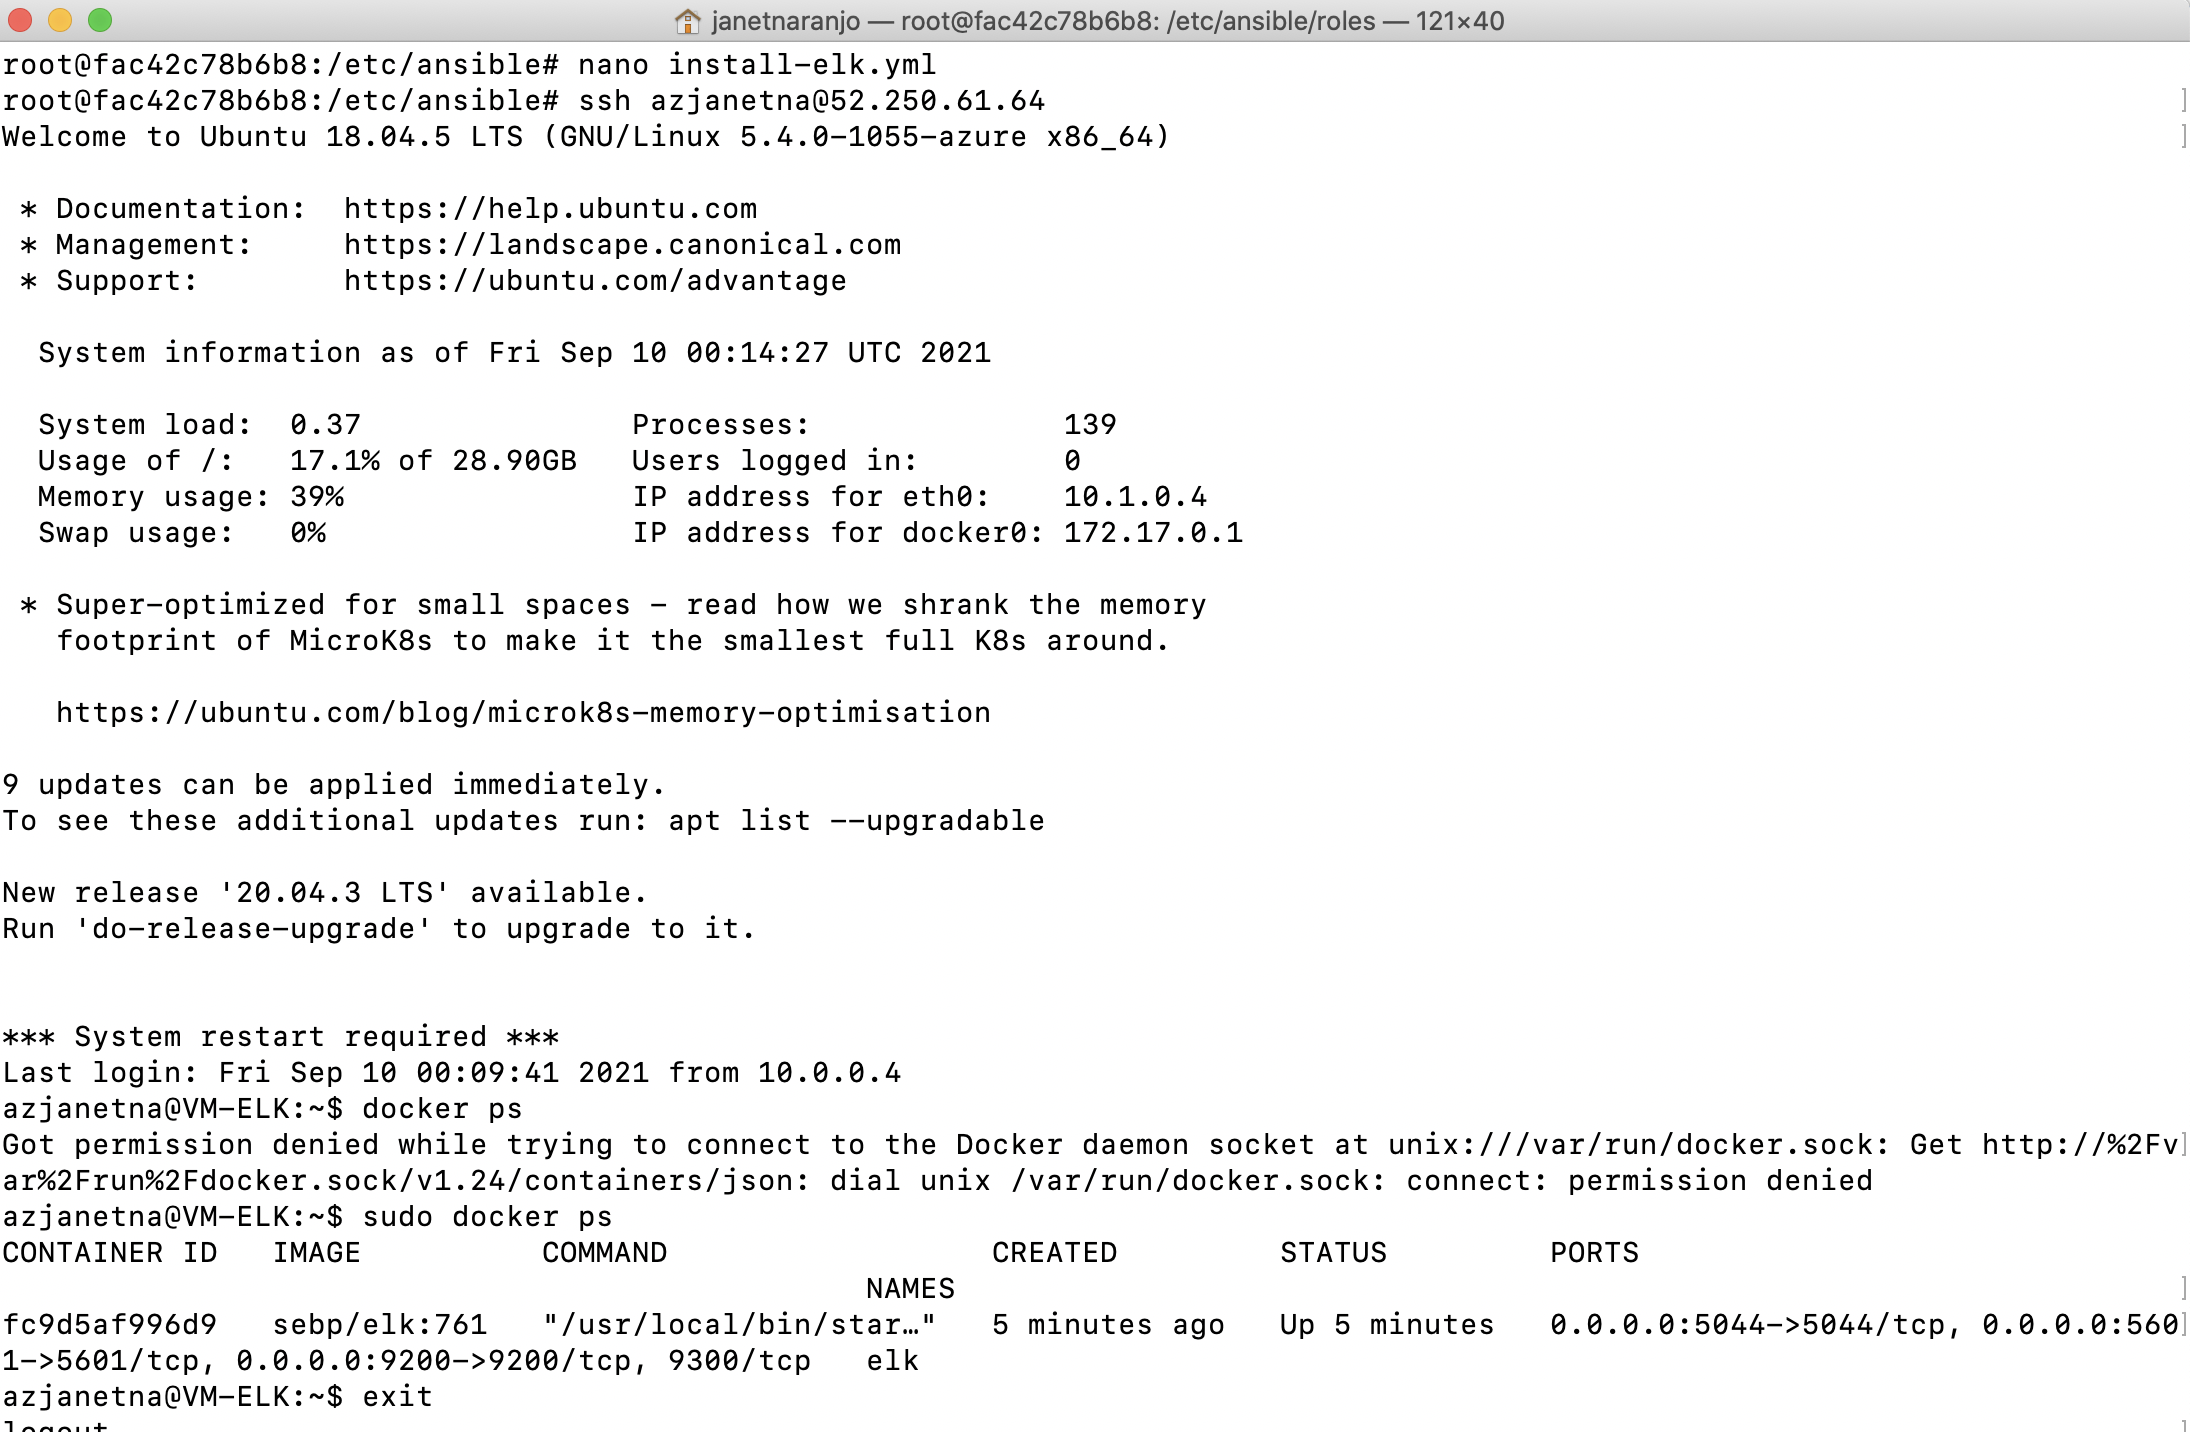 janetnaranjo — root@fac42c78b6b8: /etc/ansible/roles — 121×40
root@fac42c78b6b8:/etc/ansible# nano install-elk.yml
root@fac42c78b6b8:/etc/ansible# ssh azjanetna@52.250.61.64
Welcome to Ubuntu 18.04.5 LTS (GNU/Linux 5.4.0-1055-azure x86_64)
* Documentation:  https://help.ubuntu.com
* Management:     https://landscape.canonical.com
* Support:        https://ubuntu.com/advantage
System information as of Fri Sep 10 00:14:27 UTC 2021
System load:  0.37               Processes:              139
Usage of /:   17.1% of 28.90GB   Users logged in:        0
Memory usage: 39%                IP address for eth0:    10.1.0.4
Swap usage:   0%                 IP address for docker0: 172.17.0.1
* Super-optimized for small spaces - read how we shrank the memory
footprint of MicroK8s to make it the smallest full K8s around.
https://ubuntu.com/blog/microk8s-memory-optimisation
9 updates can be applied immediately.
To see these additional updates run: apt list --upgradable
New release '20.04.3 LTS' available.
Run 'do-release-upgrade' to upgrade to it.
*** System restart required ***
Last login: Fri Sep 10 00:09:41 2021 from 10.0.0.4
azjanetna@VM-ELK:~$ docker ps
Got permission denied while trying to connect to the Docker daemon socket at unix:///var/run/docker.sock: Get http://%2Fv
ar%2Frun%2Fdocker.sock/v1.24/containers/json: dial unix /var/run/docker.sock: connect: permission denied
azjanetna@VM-ELK:~$ sudo docker ps
CONTAINER ID   IMAGE          COMMAND                  CREATED         STATUS         PORTS
NAMES
fc9d5af996d9   sebp/elk:761   "/usr/local/bin/star…"   5 minutes ago   Up 5 minutes   0.0.0.0:5044->5044/tcp, 0.0.0.0:560
1->5601/tcp, 0.0.0.0:9200->9200/tcp, 9300/tcp   elk
azjanetna@VM-ELK:~$ exit
logout